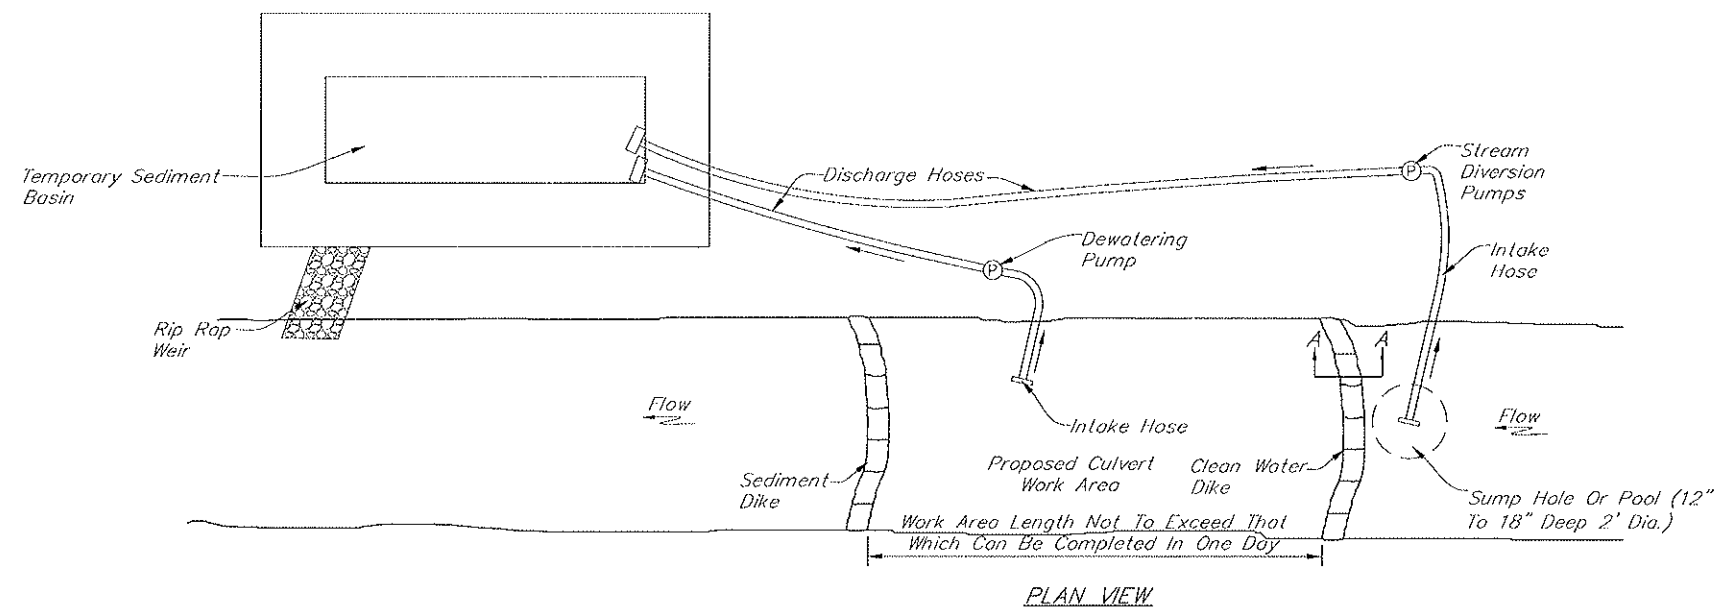 Temporary Sediment
Basin
Discharge Hoses
P
Stream
Diversion
Pumps
Dewatering
Pump
P
Intake
Hose
Rip Rap
Weir
A
A
Flow
Intake Hose
Flow
Proposed Culvert
Work Area
Clean Water
Dike
Sediment
Dike
Sump Hole Or Pool (12"
To 18" Deep 2' Dia.)
Work Area Length Not To Exceed That
Which Can Be Completed In One Day
PLAN VIEW